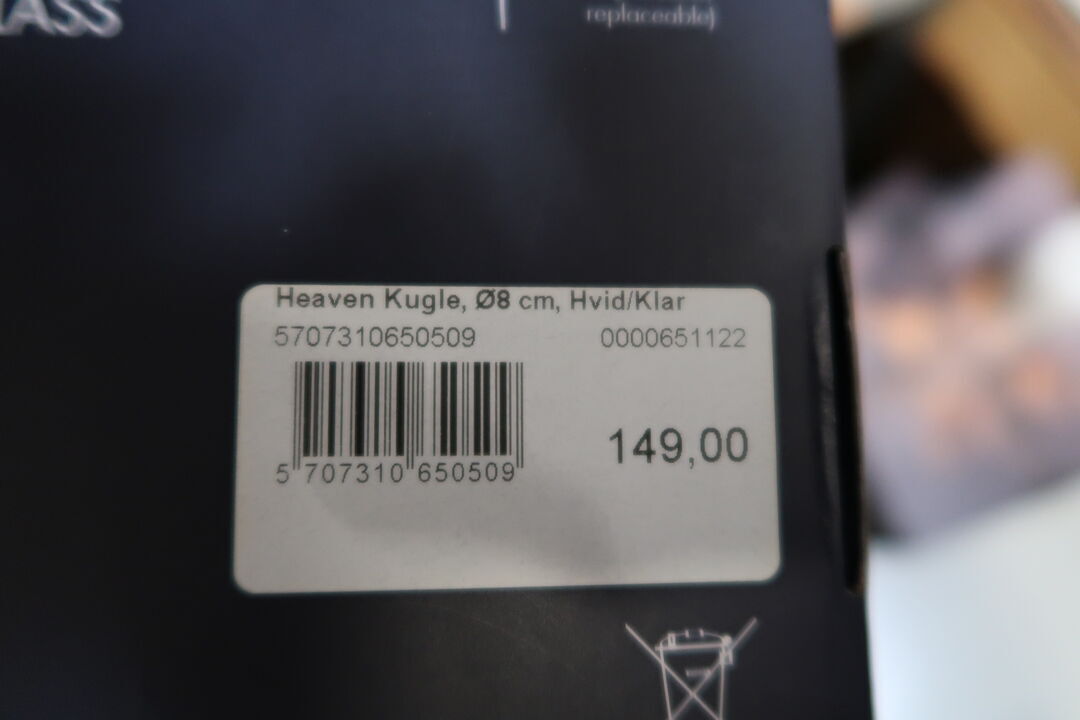 replaceable)
Heaven Kugle, Ø8 cm, Hvid/Klar
5707310650509 0000651122
149,00
5 707310 650509